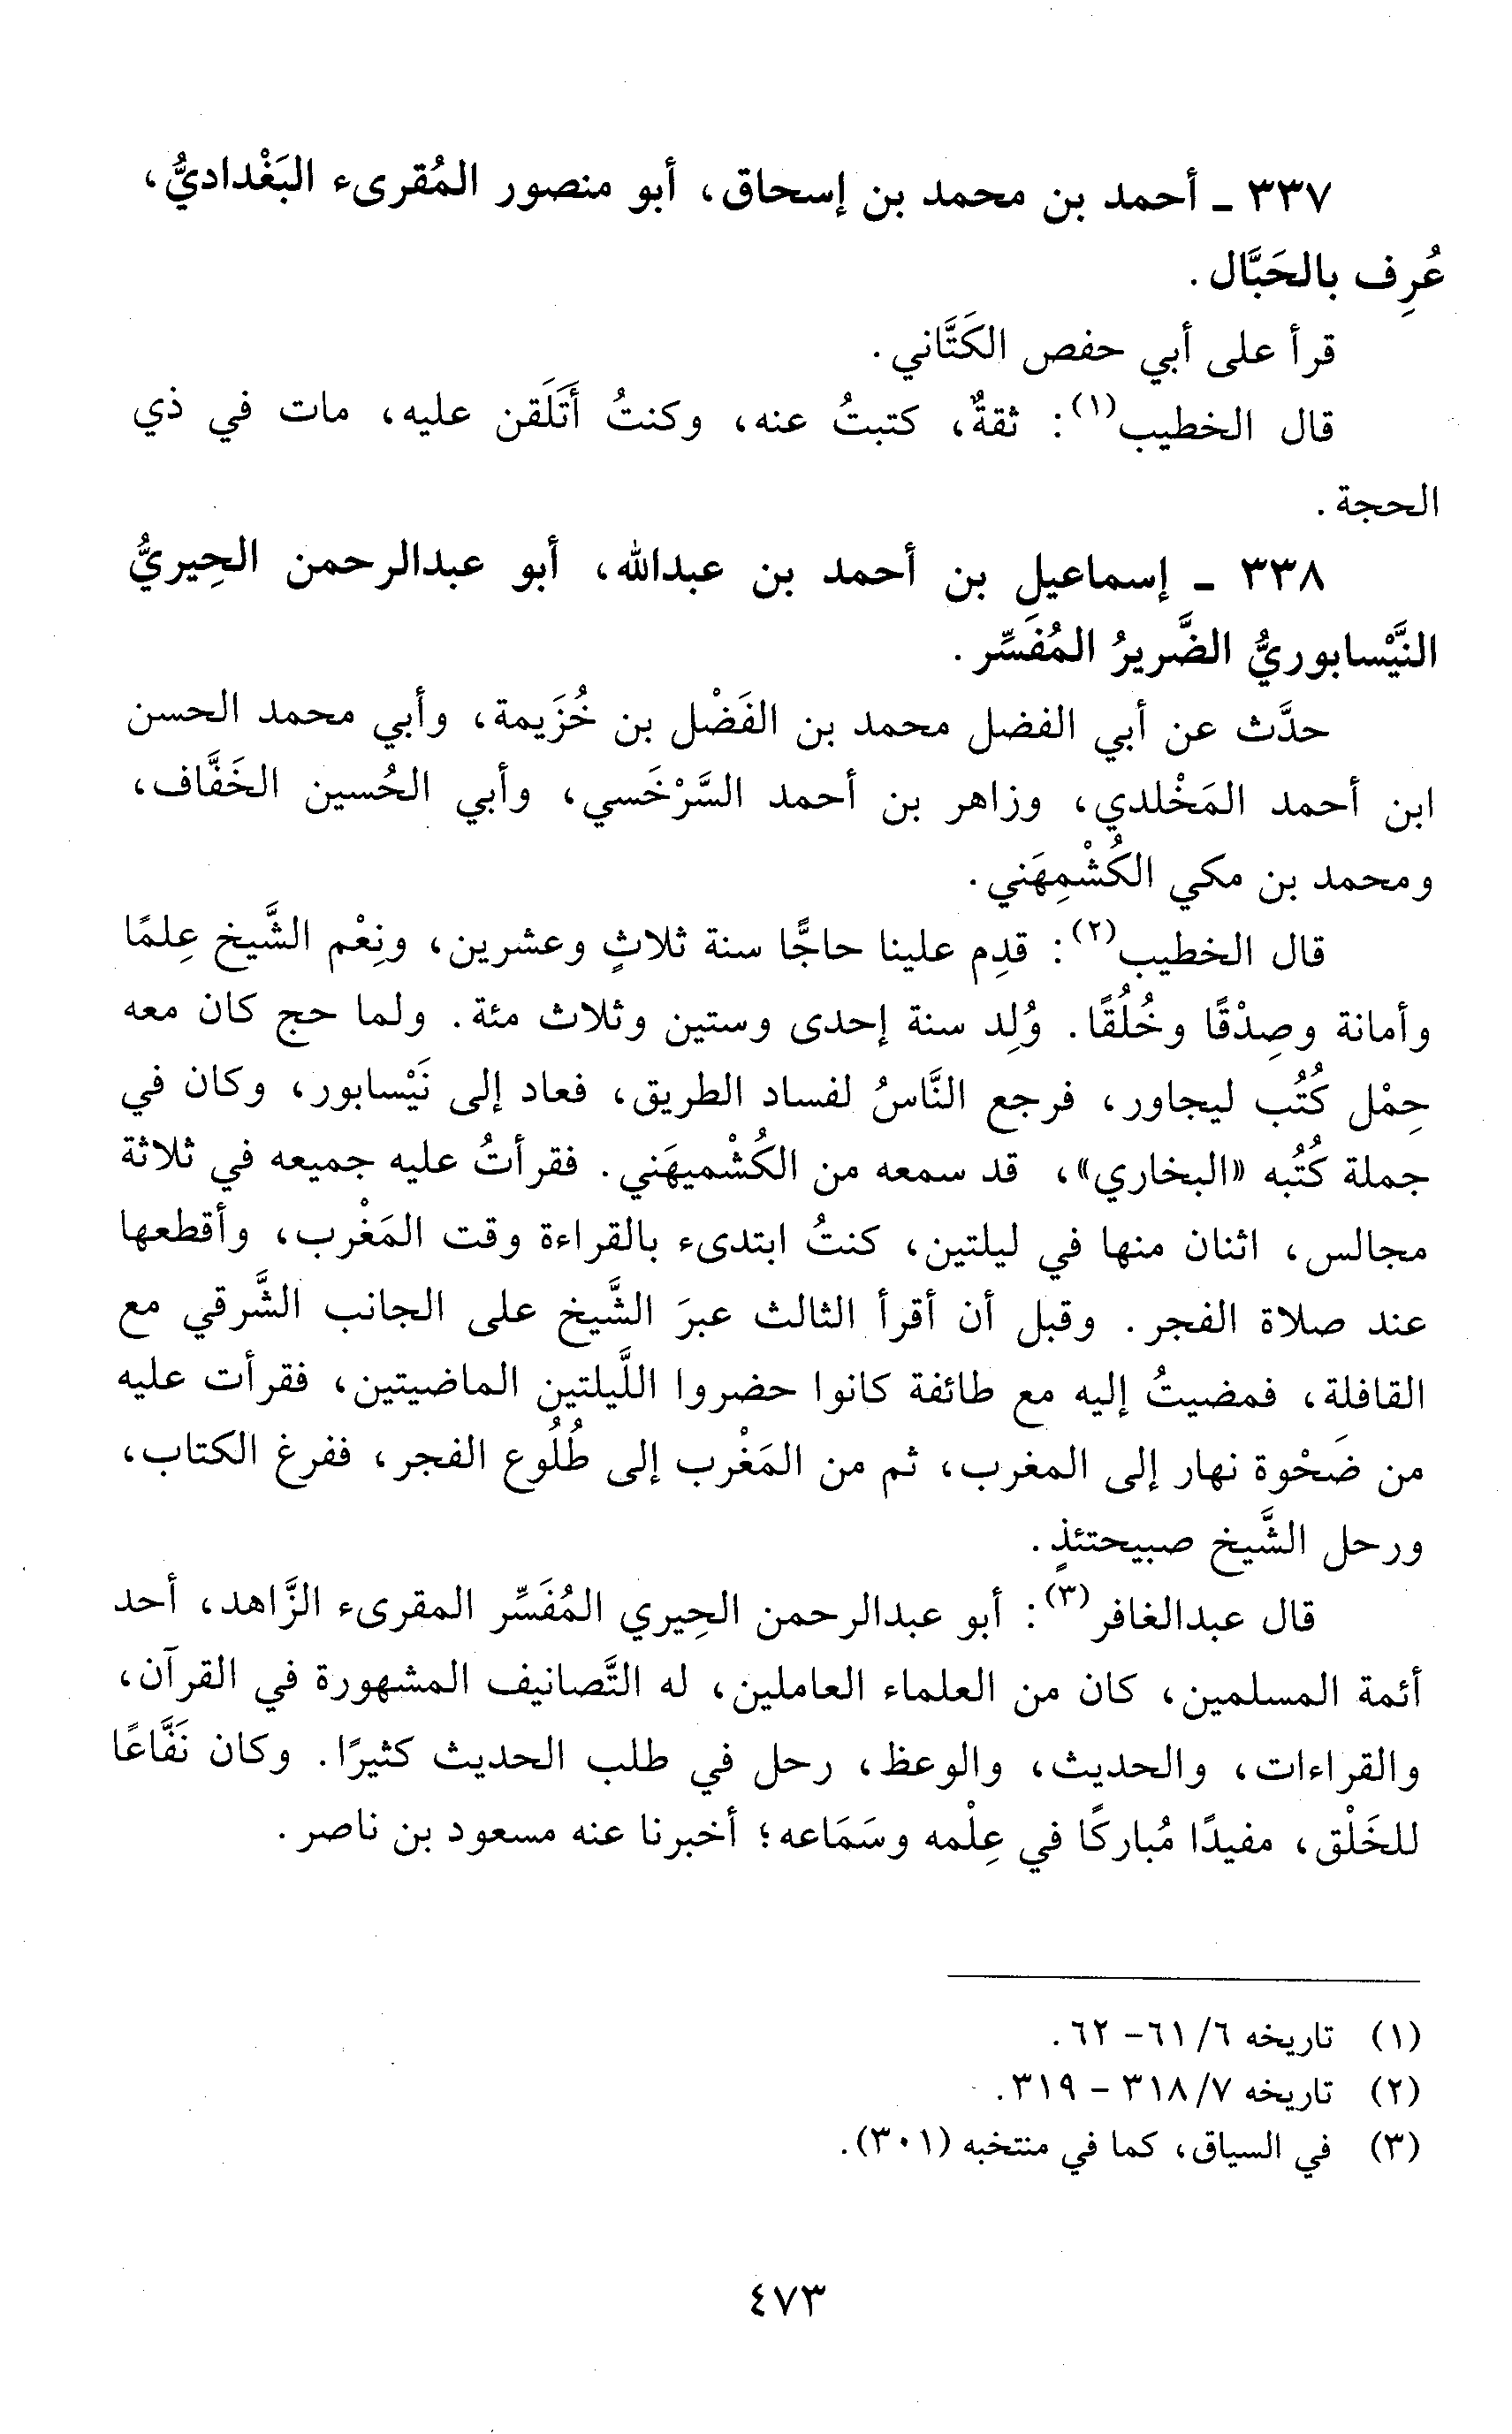 ٣٣٧ ـ أحمد بن محمد بن إسحاق، أبو منصور المُقرىء البَغْداديُّ،
عُرِف بالحَبَّال.
قرأ على أبي حفص الكَتَّاني.
قال الخطيب(١): ثقةٌ، كتبتُ عنه، وكنتُ أَتَلَقن عليه، مات في ذي
الحجة.
٣٣٨ ـ إسماعيل بن أحمد بن عبدالله، أبو عبدالرحمن الحِيريُّ
النَّيْسابوريُّ الضَّريرُ المُفَسِّر.
حدَّث عن أبي الفضل محمد بن الفَضْل بن خُزَيمة، وأبي محمد الحسن
ابن أحمد المَخْلدي، وزاهر بن أحمد السَّرْخَسي، وأبي الحُسين الخَفَّاف،
ومحمد بن مكي الكُشْمِهَني.
قال الخطيب(٢): قدِم علينا حاجًّا سنة ثلاثٍ وعشرين، ونِعْم الشَّيخ عِلمًا
وأمانة وصِدْقًا وخُلُقًا. وُلِد سنة إحدى وستين وثلاث مئة. ولما حج كان معه
حِمْل كُتُب ليجاور، فرجع النَّاسُ لفساد الطريق، فعاد إلى نَيْسابور، وكان في
جملة كُتُبه «البخاري»، قد سمعه من الكُشْميهَني. فقرأتُ عليه جميعه في ثلاثة
مجالس، اثنان منها في ليلتين، كنتُ ابتدىء بالقراءة وقت المَغْرب، وأقطعها
عند صلاة الفجر. وقبل أن أقرأ الثالث عبرَ الشَّيخ على الجانب الشَّرقي مع
القافلة، فمضيتُ إليه مع طائفة كانوا حضروا اللَّيلتين الماضيتين، فقرأت عليه
من ضَحْوة نهار إلى المغرب، ثم من المَغْرب إلى طُلُوع الفجر، ففرغ الكتاب،
ورحل الشَّيخ صبيحتئذٍ.
قال عبدالغافر(٣): أبو عبدالرحمن الحِيري المُفَسِّر المقرىء الزَّاهد، أحد
أئمة المسلمين، كان من العلماء العاملين، له التَّصانيف المشهورة في القرآن،
والقراءات، والحديث، والوعظ، رحل في طلب الحديث كثيرًا. وكان نَفَّاعًا
للخَلْق، مفيدًا مُباركًا في عِلْمه وسَمَاعه؛ أخبرنا عنه مسعود بن ناصر.
(١) تاريخه ٦/ ٦١- ٦٢.
(٢) تاريخه ٧/ ٣١٨ - ٣١٩.
(٣) في السياق، كما في منتخبه (٣٠١).
٤٧٣